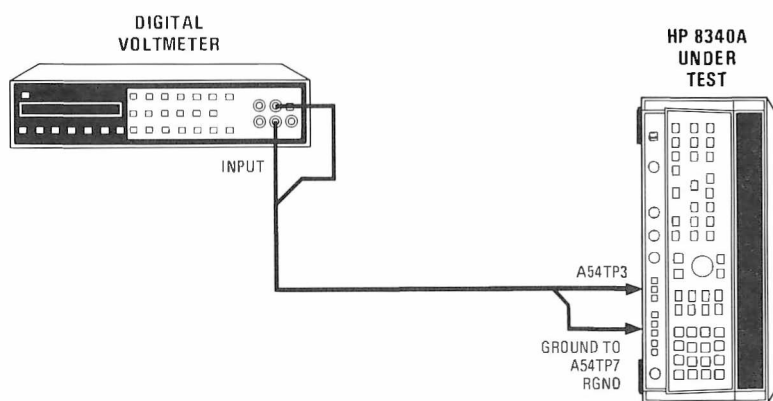 DIGITAL
VOLTMETER
HP 8340A
UNDER
TEST
INPUT
A54TP3
GROUND TO
A54TP7
RGND